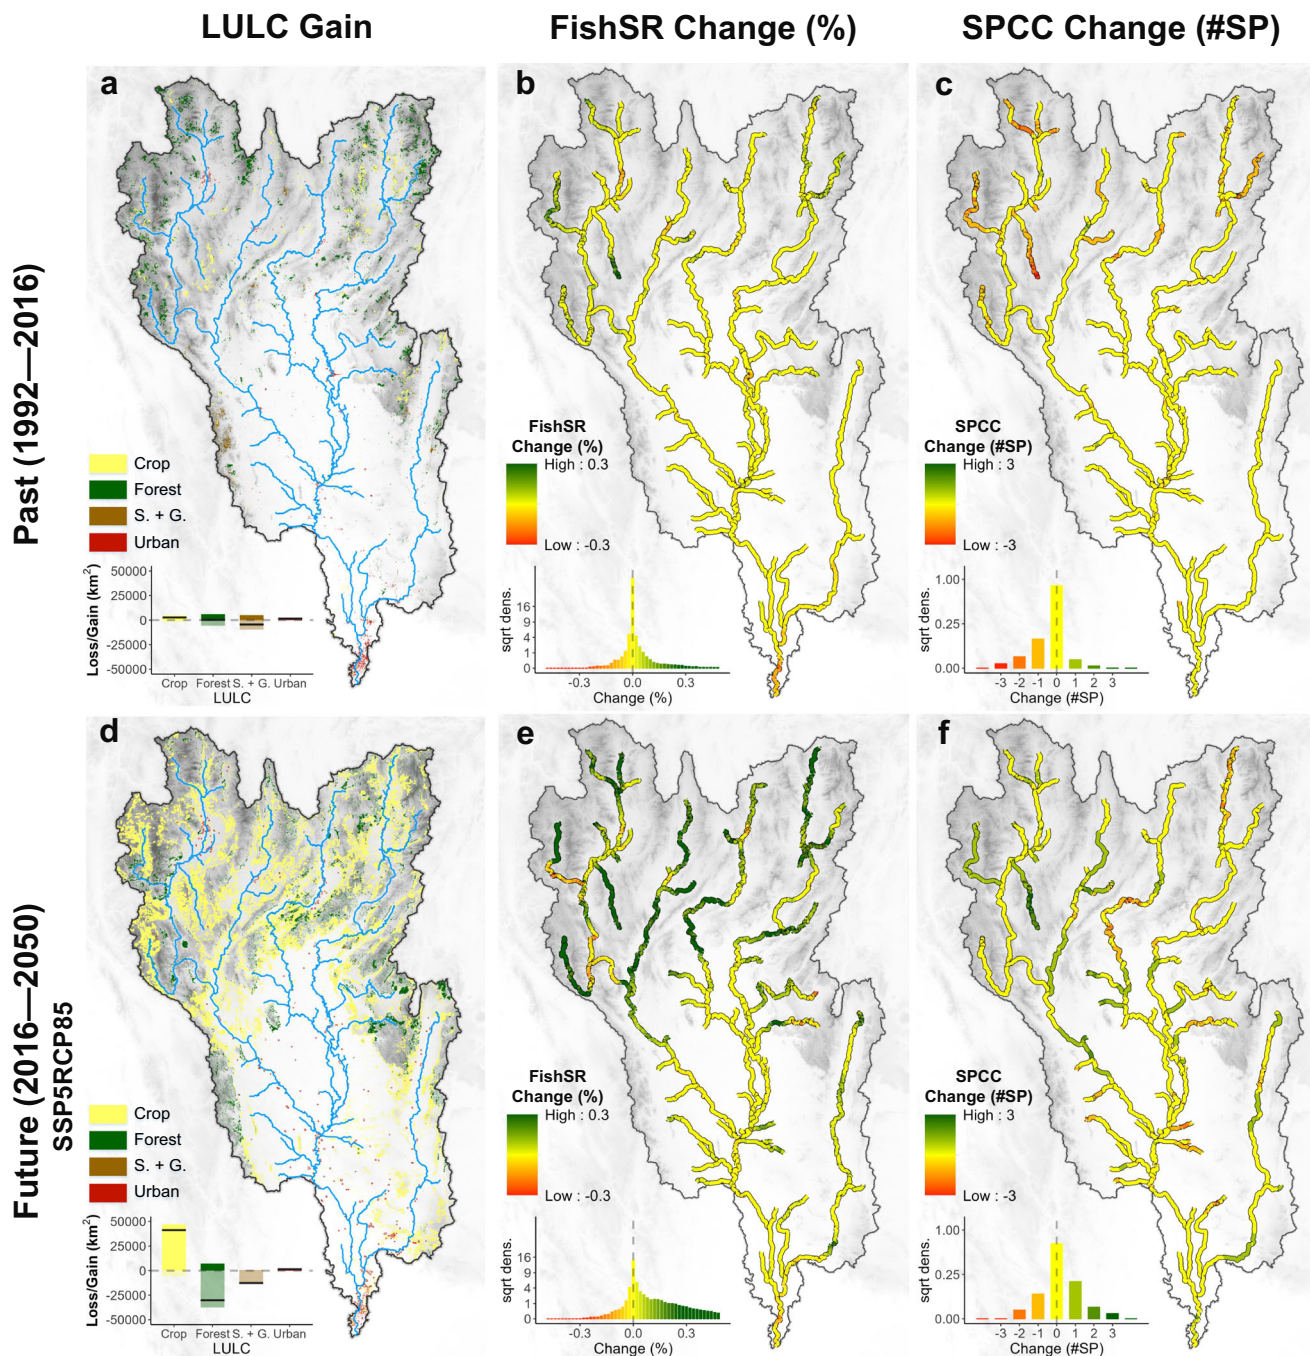 LULC Gain
FishSR Change (%)
SPCC Change (#SP)
Past (1992—2016)
a
Crop
Forest
S. + G.
Urban
Loss/Gain (km²)
50000
25000
0
-25000
-50000
Crop Forest S. + G. Urban
LULC
b
FishSR
Change (%)
High : 0.3
Low : -0.3
sqrt dens.
16
9
4
1
0
-0.3 0.0 0.3
Change (%)
c
SPCC
Change (#SP)
High : 3
Low : -3
sqrt dens.
1.00
0.25
0.00
-3 -2 -1 0 1 2 3
Change (#SP)
Future (2016—2050)
SSP5RCP85
d
Crop
Forest
S. + G.
Urban
Loss/Gain (km²)
50000
25000
0
-25000
-50000
Crop Forest S. + G. Urban
LULC
e
FishSR
Change (%)
High : 0.3
Low : -0.3
sqrt dens.
16
9
4
1
0
-0.3 0.0 0.3
Change (%)
f
SPCC
Change (#SP)
High : 3
Low : -3
sqrt dens.
1.00
0.25
0.00
-3 -2 -1 0 1 2 3
Change (#SP)